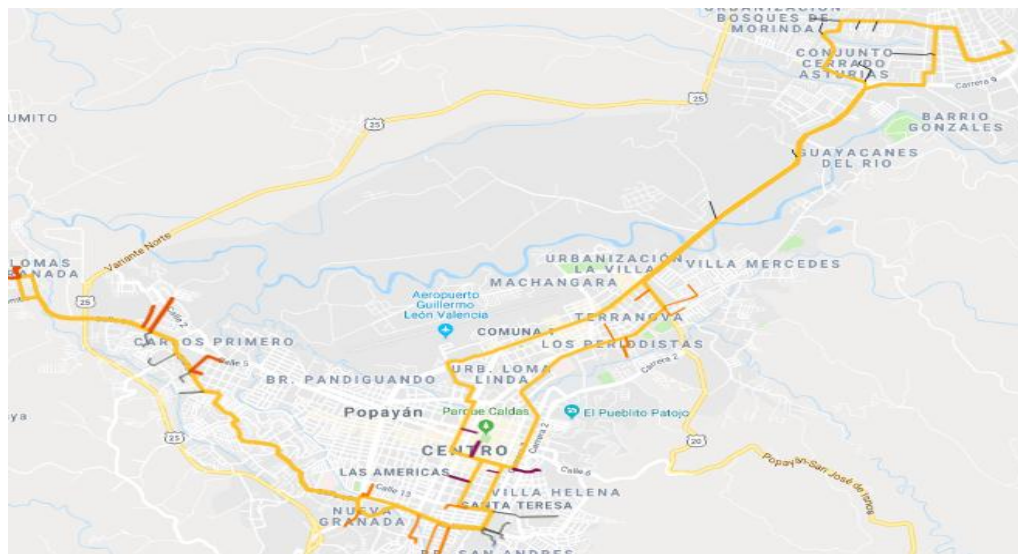 URBANIZACIÓN
BOSQUES DE
MORINDA
CONJUNTO
CERRADO
ASTURIAS
25
Carrera 9
UMITO
25
BARRIO
GONZALES
GUAYACANES
DEL RIO
Variante Norte
LOMAS
GRANADA
URBANIZACIÓN
LA VILLA
VILLA MERCEDES
MACHANGARA
25
Calle 2
Aeropuerto
Guillermo
León Valencia
TERRANOVA
COMUNA 1
CARLOS PRIMERO
LOS PERIODISTAS
Calle 5
Carrera 2
URB. LOMA
LINDA
BR. PANDIGUANDO
Popayán
Parque Caldas
El Pueblito Patojo
aya
Carrera 2
25
20
CENTRO
Popayán-San José de Isnos
LAS AMERICAS
Calle 6
Calle 13
VILLA HELENA
SANTA TERESA
NUEVA
GRANADA
BR. SAN ANDRES